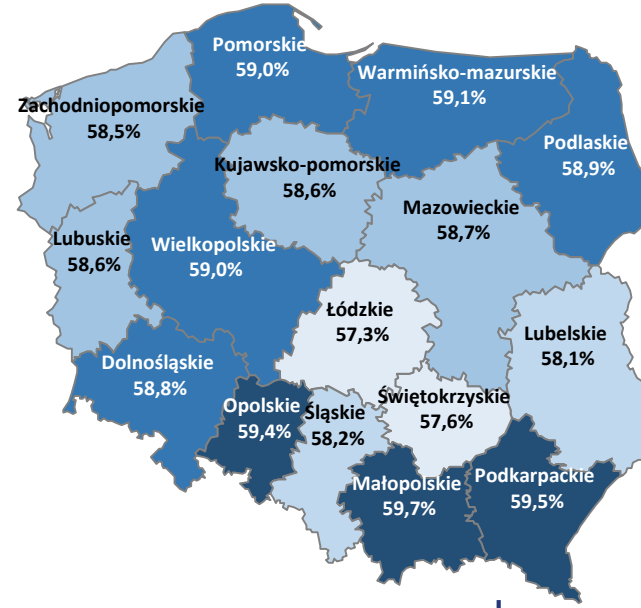 Pomorskie
59,0%
Warmińsko-mazurskie
59,1%
Zachodniopomorskie
58,5%
Podlaskie
58,9%
Kujawsko-pomorskie
58,6%
Mazowieckie
58,7%
Lubuskie
58,6%
Wielkopolskie
59,0%
Łódzkie
57,3%
Lubelskie
58,1%
Dolnośląskie
58,8%
Opolskie
59,4%
Śląskie
58,2%
Świętokrzyskie
57,6%
Małopolskie
59,7%
Podkarpackie
59,5%